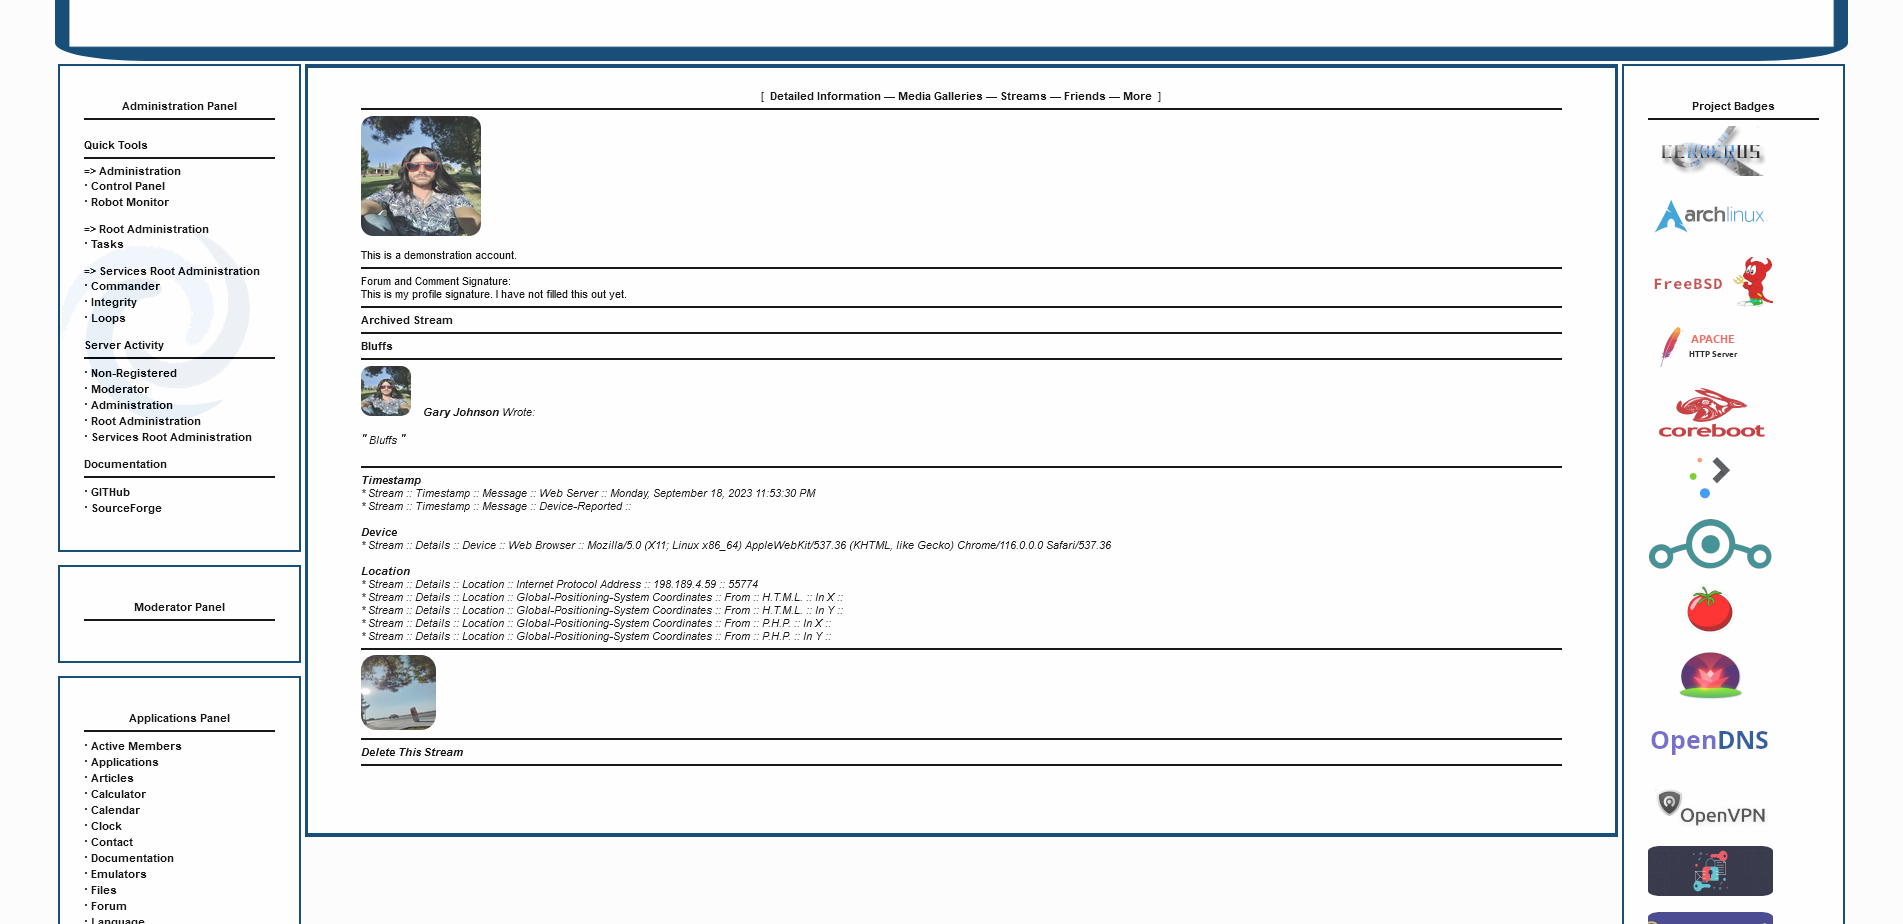 Administration Panel
Quick Tools
=> Administration
· Control Panel
· Robot Monitor
=> Root Administration
· Tasks
=> Services Root Administration
· Commander
· Integrity
· Loops
Server Activity
· Non-Registered
· Moderator
· Administration
· Root Administration
· Services Root Administration
Documentation
· GITHub
· SourceForge
Moderator Panel
Applications Panel
· Active Members
· Applications
· Articles
· Calculator
· Calendar
· Clock
· Contact
· Documentation
· Emulators
· Files
· Forum
· Language
[ Detailed Information — Media Galleries — Streams — Friends — More ]
This is a demonstration account.
Forum and Comment Signature:
This is my profile signature. I have not filled this out yet.
Archived Stream
Bluffs
Gary Johnson Wrote:
" Bluffs "
Timestamp
* Stream :: Timestamp :: Message :: Web Server :: Monday, September 18, 2023 11:53:30 PM
* Stream :: Timestamp :: Message :: Device-Reported ::
Device
* Stream :: Details :: Device :: Web Browser :: Mozilla/5.0 (X11; Linux x86_64) AppleWebKit/537.36 (KHTML, like Gecko) Chrome/116.0.0.0 Safari/537.36
Location
* Stream :: Details :: Location :: Internet Protocol Address :: 198.189.4.59 :: 55774
* Stream :: Details :: Location :: Global-Positioning-System Coordinates :: From :: H.T.M.L. :: In X ::
* Stream :: Details :: Location :: Global-Positioning-System Coordinates :: From :: H.T.M.L. :: In Y ::
* Stream :: Details :: Location :: Global-Positioning-System Coordinates :: From :: P.H.P. :: In X ::
* Stream :: Details :: Location :: Global-Positioning-System Coordinates :: From :: P.H.P. :: In Y ::
Delete This Stream
Project Badges
CERBERUS
archlinux
FreeBSD
APACHE
HTTP Server
coreboot
OpenDNS
OpenVPN